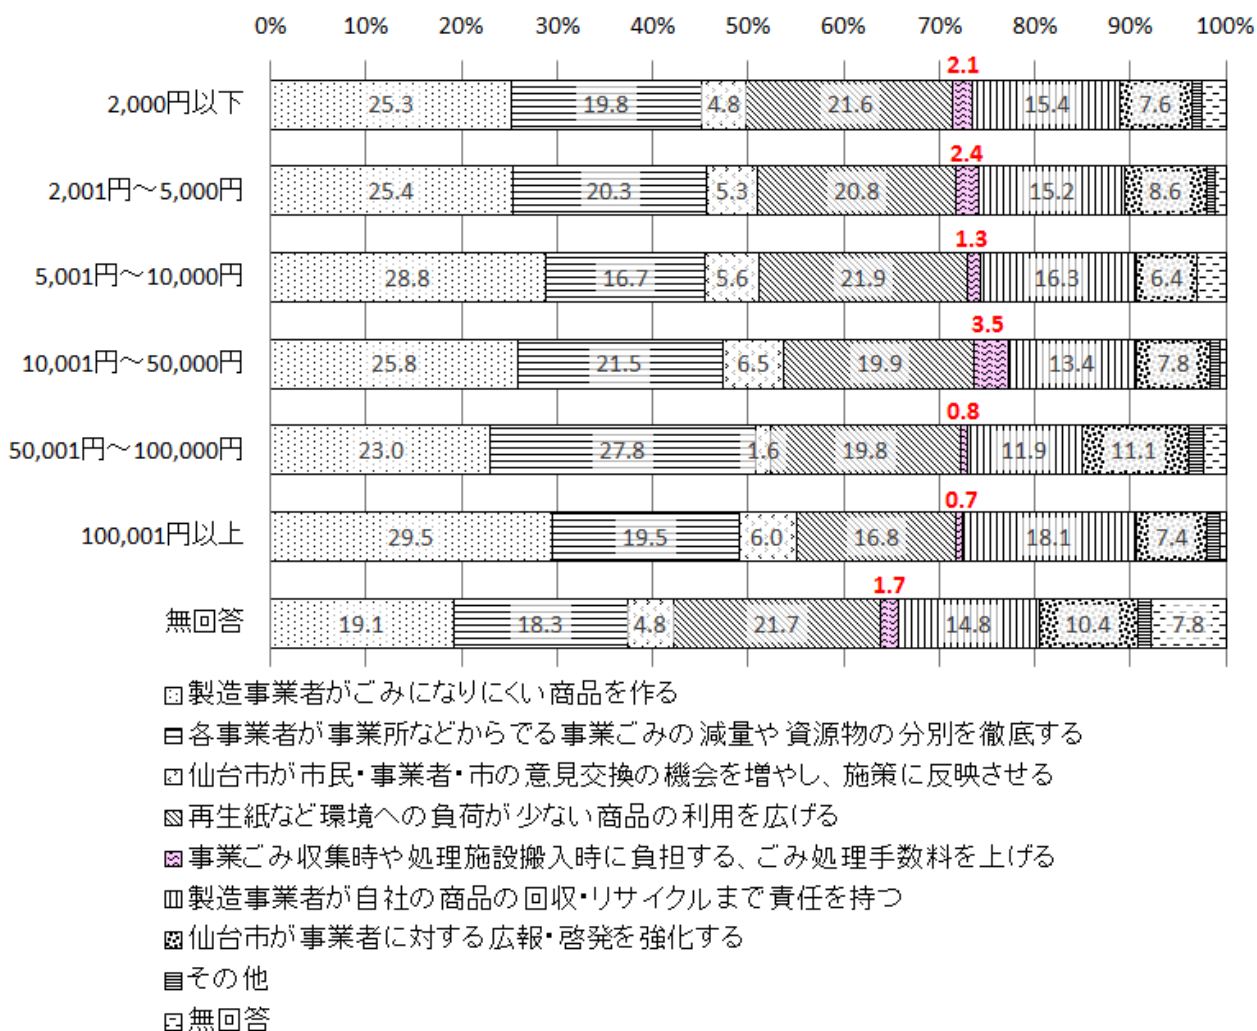 0% 10% 20% 30% 40% 50% 60% 70% 80% 90% 100%
2.1
2,000円以下 25.3 19.8 4.8 21.6 15.4 7.6
2.4
2,001円～5,000円 25.4 20.3 5.3 20.8 15.2 8.6
1.3
5,001円～10,000円 28.8 16.7 5.6 21.9 16.3 6.4
3.5
10,001円～50,000円 25.8 21.5 6.5 19.9 13.4 7.8
0.8
50,001円～100,000円 23.0 27.8 1.6 19.8 11.9 11.1
0.7
100,001円以上 29.5 19.5 6.0 16.8 18.1 7.4
1.7
無回答 19.1 18.3 4.8 21.7 14.8 10.4 7.8
製造事業者がごみになりにくい商品を作る
各事業者が事業所などからでる事業ごみの減量や資源物の分別を徹底する
仙台市が市民・事業者・市の意見交換の機会を増やし、施策に反映させる
再生紙など環境への負荷が少ない商品の利用を広げる
事業ごみ収集時や処理施設搬入時に負担する、ごみ処理手数料を上げる
製造事業者が自社の商品の回収・リサイクルまで責任を持つ
仙台市が事業者に対する広報・啓発を強化する
その他
無回答